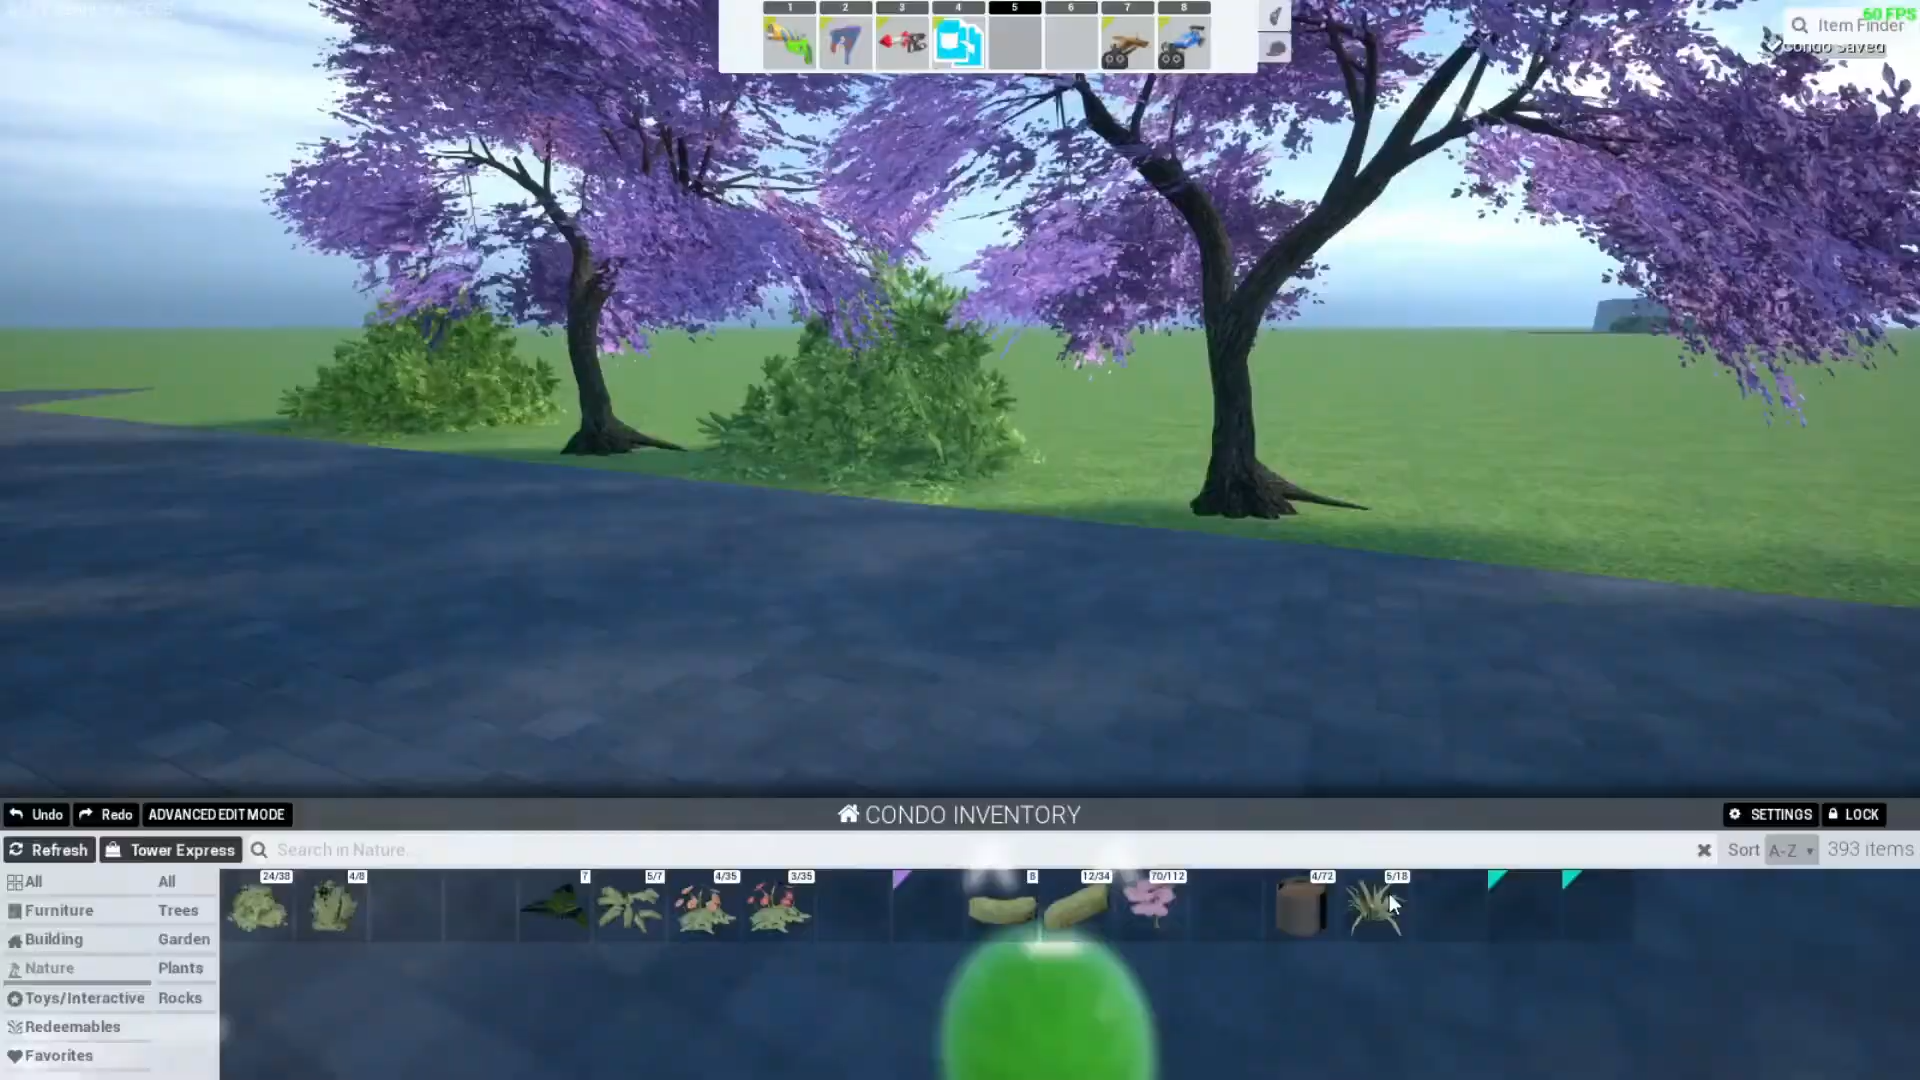 1 2 3 4 5 6 7 8
60 FPS
Item Finder
Condo Saved
Undo Redo ADVANCED EDIT MODE CONDO INVENTORY SETTINGS LOCK
Refresh Tower Express Search in Nature... Sort A-Z 393 items
24/38 4/8 7 5/7 4/35 3/35 8 12/34 70/112 4/72 5/18
All All
Furniture Trees
Building Garden
Nature Plants
Toys/Interactive Rocks
Redeemables
Favorites